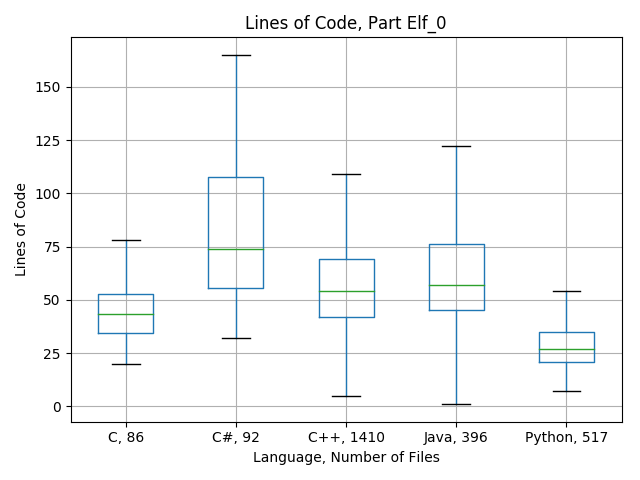 Lines of Code, Part Elf_0
Lines of Code
150
125
100
75
50
25
0
C, 86
C#, 92
C++, 1410
Java, 396
Python, 517
Language, Number of Files